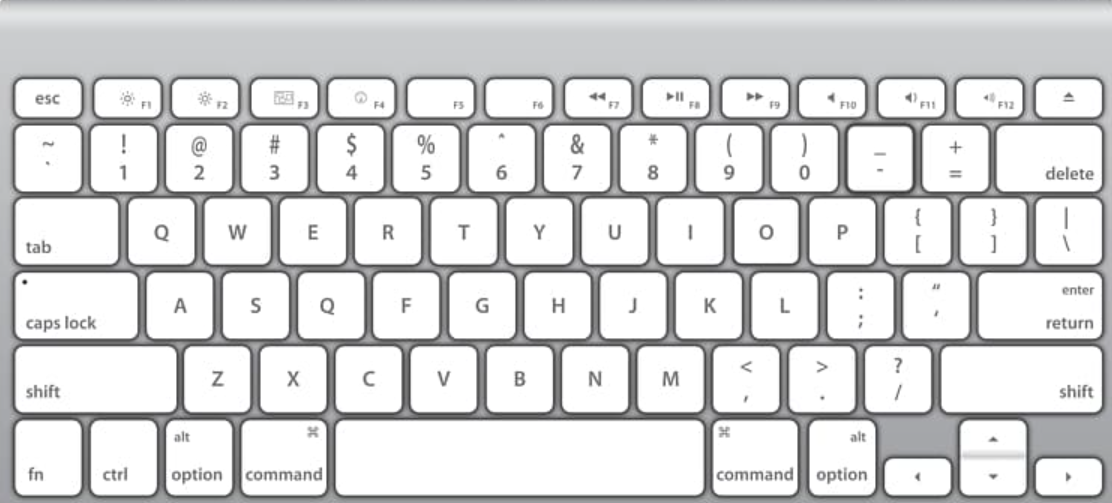 esc F1 F2 F3 F4 F5 F6 F7 F8 F9 F10 F11 F12
~ ! @ # $ % ^ & * ( ) _ +
` 1 2 3 4 5 6 7 8 9 0 - = delete
tab Q W E R T Y U I O P { [ } ] | \
caps lock A S Q F G H J K L : ; " ' enter return
shift Z X C V B N M < , > . ? / shift
fn ctrl alt option ⌘ command ⌘ command alt option